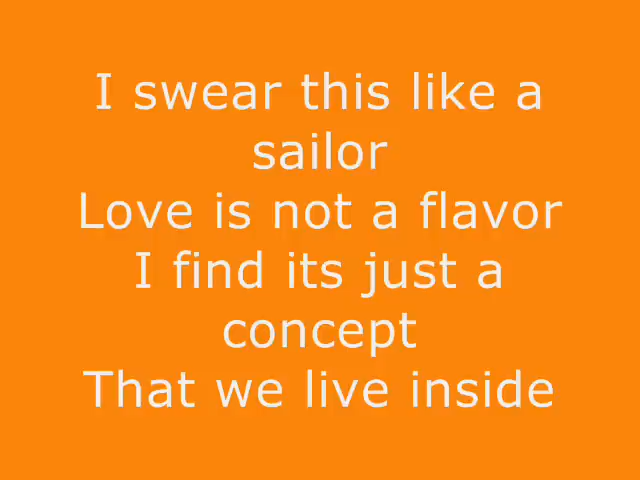 I swear this like a
sailor
Love is not a flavor
I find its just a
concept
That we live inside